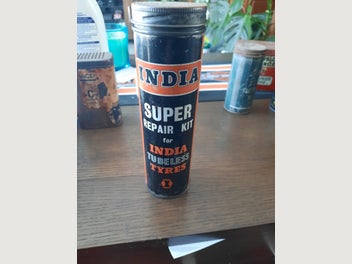 INDIA
SUPER
REPAIR KIT
for
INDIA
TUBELESS
TYRES